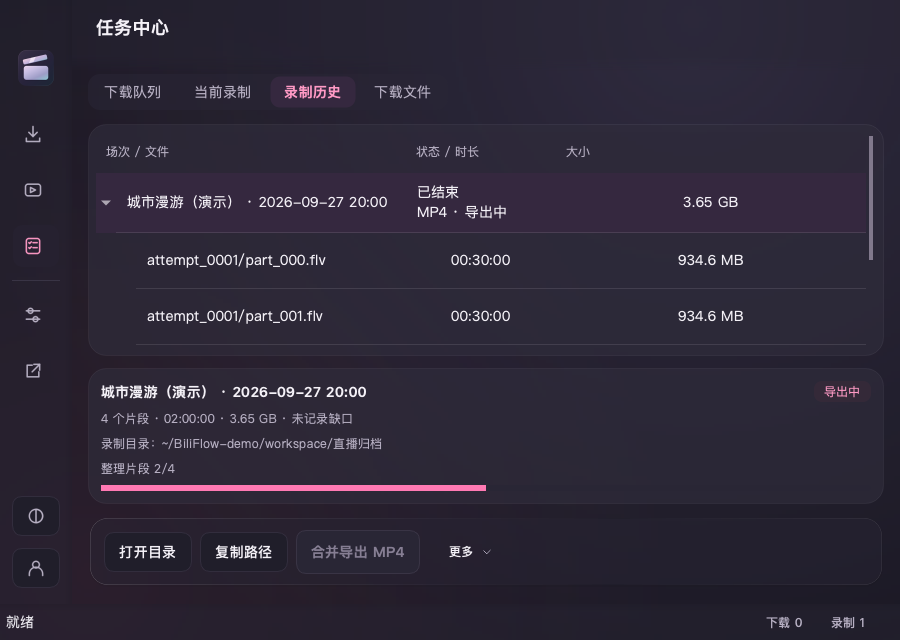 任务中心
下载队列 当前录制 录制历史 下载文件
场次 / 文件 状态 / 时长 大小
城市漫游（演示） · 2026-09-27 20:00 已结束 3.65 GB
MP4 · 导出中
attempt_0001/part_000.flv 00:30:00 934.6 MB
attempt_0001/part_001.flv 00:30:00 934.6 MB
城市漫游（演示） · 2026-09-27 20:00 导出中
4 个片段 · 02:00:00 · 3.65 GB · 未记录缺口
录制目录: ~/BiliFlow-demo/workspace/直播归档
整理片段 2/4
打开目录 复制路径 合并导出 MP4 更多
就绪 下载 0 录制 1